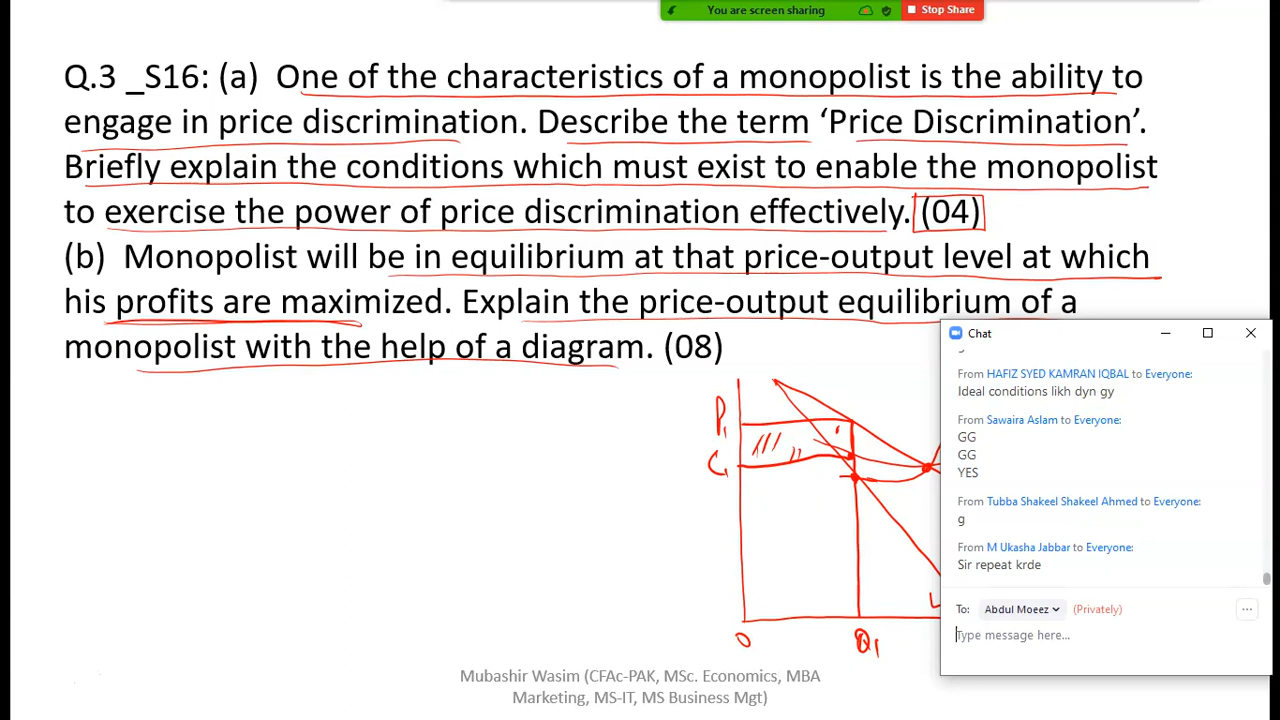 You are screen sharing
Stop Share
Q.3 _S16: (a) One of the characteristics of a monopolist is the ability to
engage in price discrimination. Describe the term ‘Price Discrimination’.
Briefly explain the conditions which must exist to enable the monopolist
to exercise the power of price discrimination effectively. (04)
(b) Monopolist will be in equilibrium at that price-output level at which
his profits are maximized. Explain the price-output equilibrium of a
monopolist with the help of a diagram. (08)
P1
C1
0
Q1
Chat
From HAFIZ SYED KAMRAN IQBAL to Everyone:
Ideal conditions likh dyn gy
From Sawaira Aslam to Everyone:
GG
GG
YES
From Tubba Shakeel Shakeel Ahmed to Everyone:
g
From M Ukasha Jabbar to Everyone:
Sir repeat krde
To: Abdul Moeez (Privately)
Type message here...
Mubashir Wasim (CFAc-PAK, MSc. Economics, MBA
Marketing, MS-IT, MS Business Mgt)